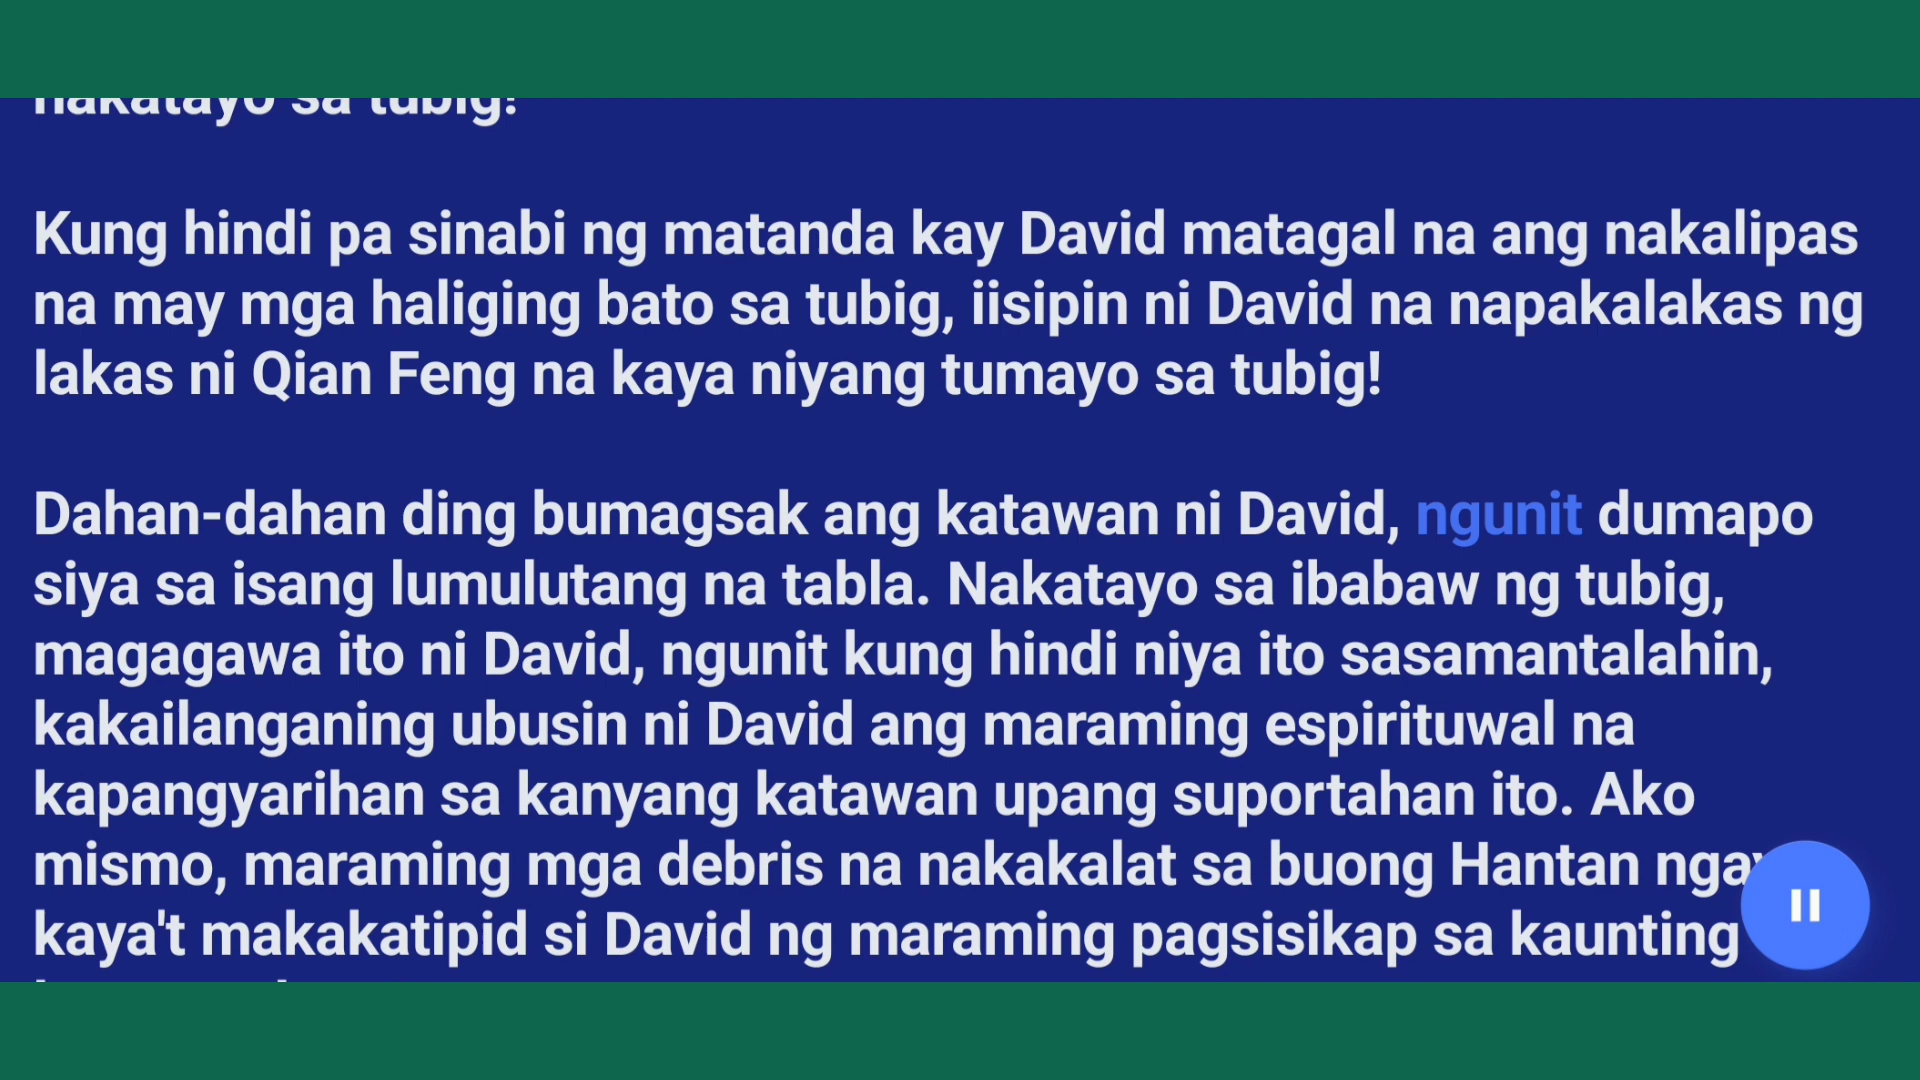 nakatayo sa tubig!
Kung hindi pa sinabi ng matanda kay David matagal na ang nakalipas
na may mga haliging bato sa tubig, iisipin ni David na napakalakas ng
lakas ni Qian Feng na kaya niyang tumayo sa tubig!
Dahan-dahan ding bumagsak ang katawan ni David, ngunit dumapo
siya sa isang lumulutang na tabla. Nakatayo sa ibabaw ng tubig,
magagawa ito ni David, ngunit kung hindi niya ito sasamantalahin,
kakailanganing ubusin ni David ang maraming espirituwal na
kapangyarihan sa kanyang katawan upang suportahan ito. Ako
mismo, maraming mga debris na nakakalat sa buong Hantan
kaya't makakatipid si David ng maraming pagsisikap sa kaunting